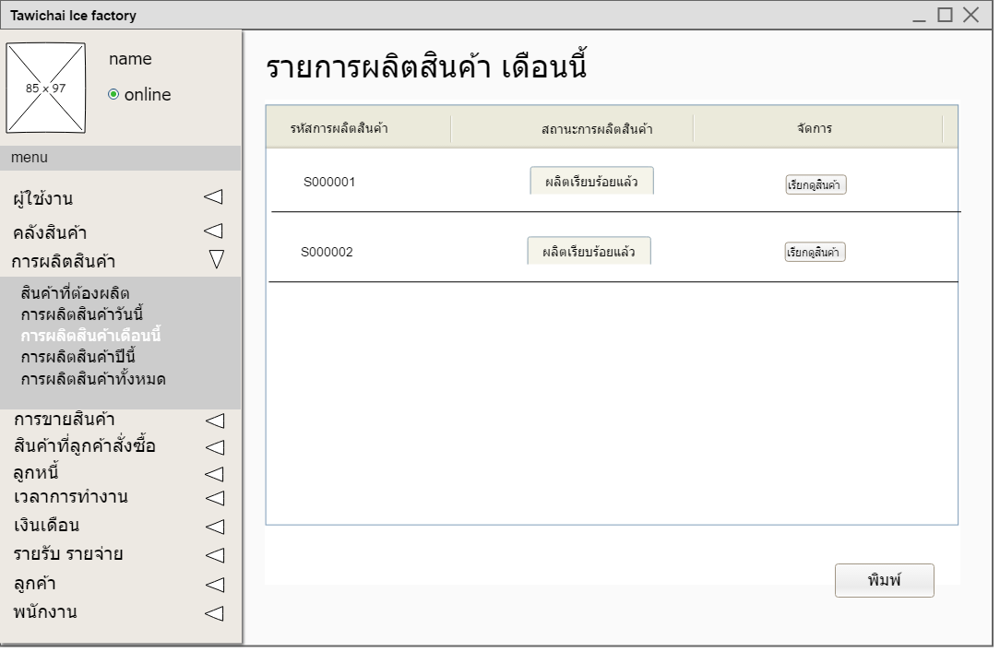 Tawichai Ice factory
85 x 97
name
online
menu
ผู้ใช้งาน
คลังสินค้า
การผลิตสินค้า
สินค้าที่ต้องผลิต
การผลิตสินค้าวันนี้
การผลิตสินค้าเดือนนี้
การผลิตสินค้าปีนี้
การผลิตสินค้าทั้งหมด
การขายสินค้า
สินค้าที่ลูกค้าสั่งซื้อ
ลูกหนี้
เวลาการทำงาน
เงินเดือน
รายรับ รายจ่าย
ลูกค้า
พนักงาน
รายการผลิตสินค้า เดือนนี้
รหัสการผลิตสินค้า สถานะการผลิตสินค้า จัดการ
S000001 ผลิตเรียบร้อยแล้ว เรียกดูสินค้า
S000002 ผลิตเรียบร้อยแล้ว เรียกดูสินค้า
พิมพ์